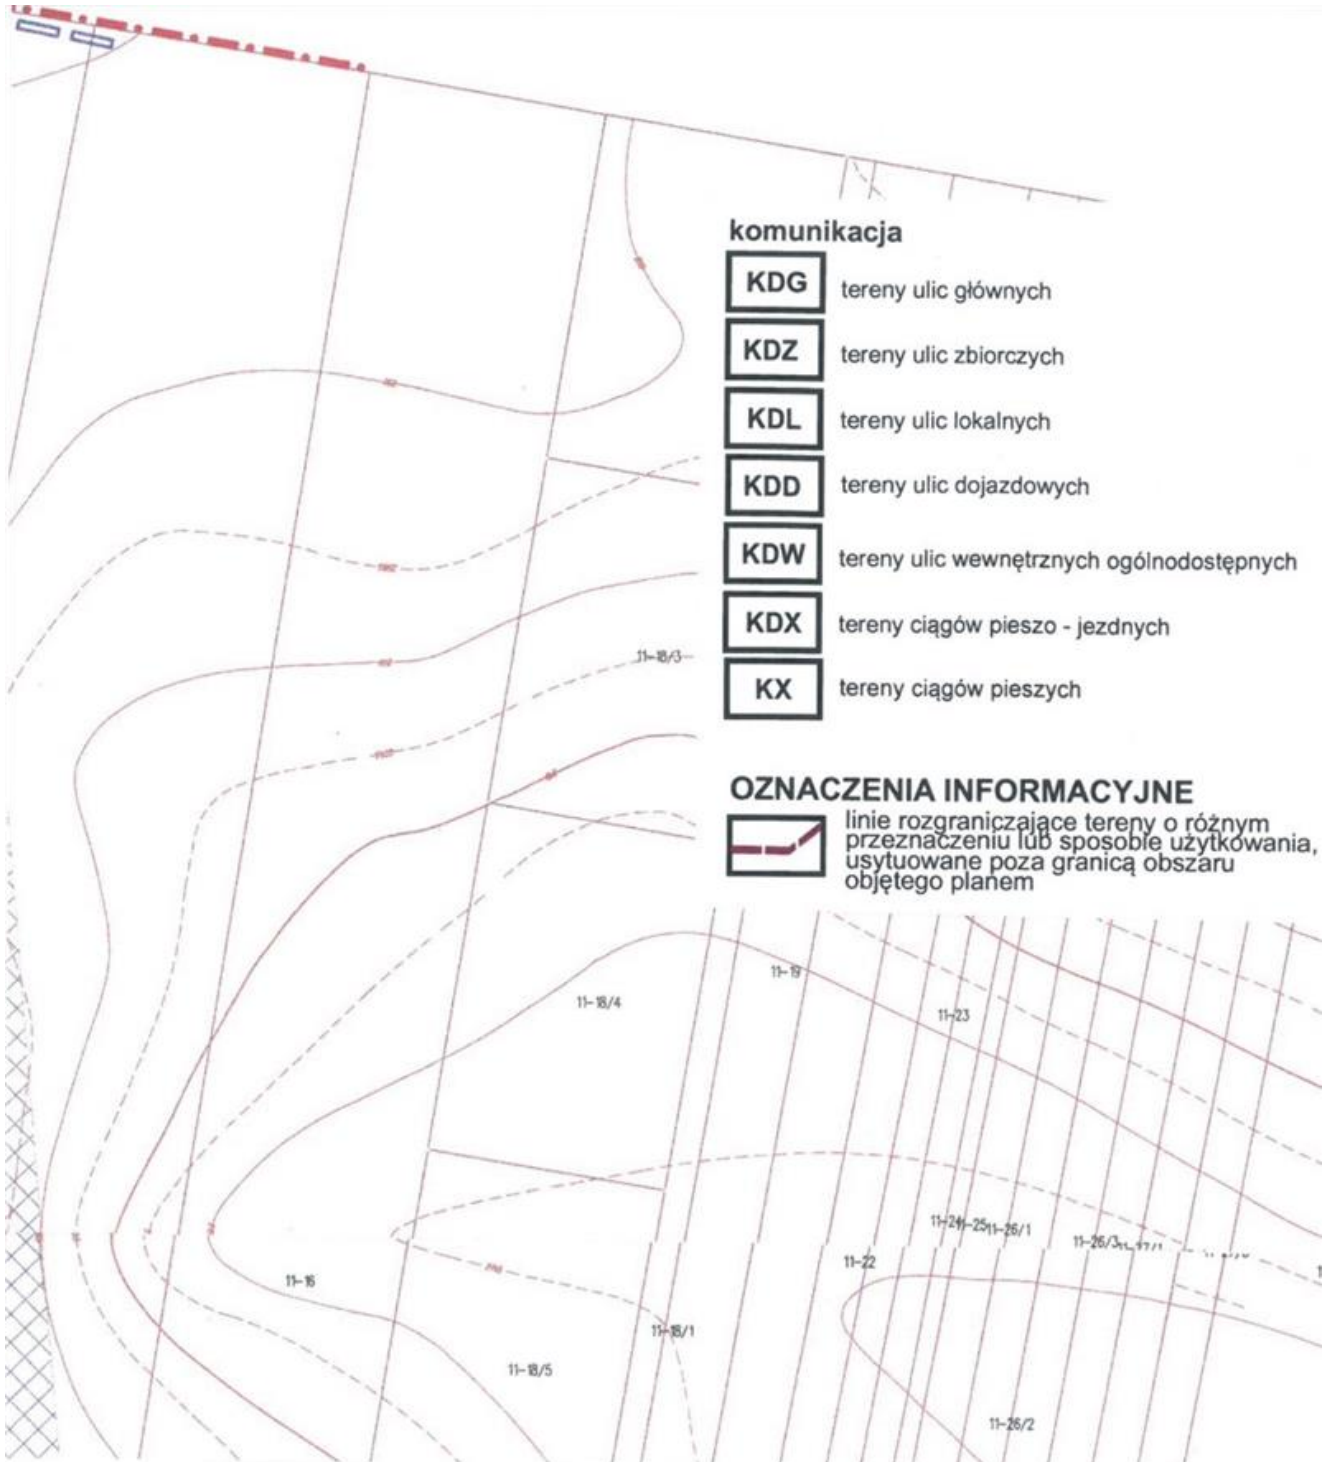 komunikacja
KDG tereny ulic głównych
KDZ tereny ulic zbiorczych
KDL tereny ulic lokalnych
KDD tereny ulic dojazdowych
KDW tereny ulic wewnętrznych ogólnodostępnych
KDX tereny ciągów pieszo - jezdnych
KX tereny ciągów pieszych
11-18/3
OZNACZENIA INFORMACYJNE
linie rozgraniczające tereny o różnym
przeznaczeniu lub sposobie użytkowania,
usytuowane poza granicą obszaru
objętego planem
11-19
11-18/4
11-23
11-24
11-25
11-26/1
11-26/3
11-22
11-16
11-18/1
11-18/5
11-26/2